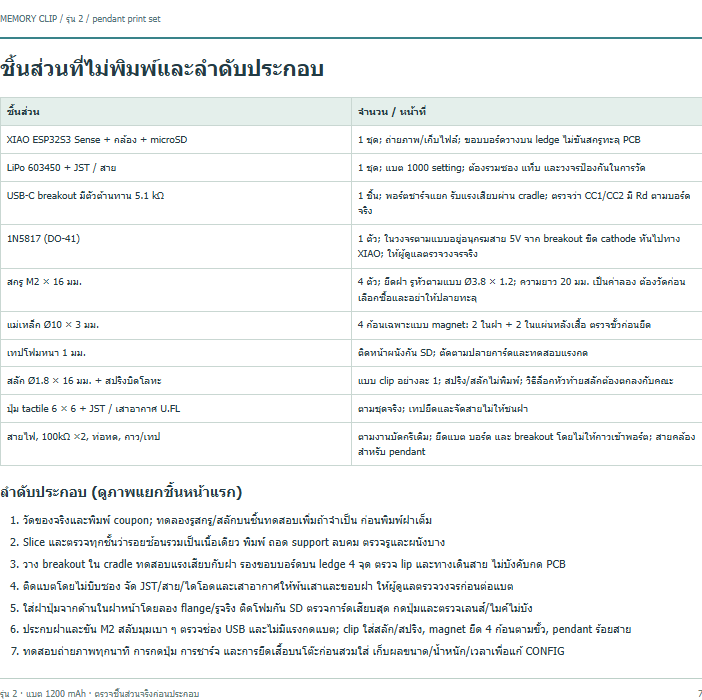 MEMORY CLIP / รุ่น 2 / pendant print set
ชิ้นส่วนที่ไม่พิมพ์และลำดับประกอบ
ชิ้นส่วน
จำนวน / หน้าที่
XIAO ESP32S3 Sense + กล้อง + microSD
1 ชุด; ถ่ายภาพ/เก็บไฟล์; ขอบบอร์ดวางบน ledge ไม่ขันสกรูทะลุ PCB
LiPo 603450 + JST / สาย
1 ชุด; แบต 1000 setting; ต้องรวมซอง แท็บ และวงจรป้องกันในการวัด
USB-C breakout มีตัวต้านทาน 5.1 kΩ
1 ชิ้น; พอร์ตชาร์จแยก รับแรงเสียบผ่าน cradle; ตรวจว่า CC1/CC2 มี Rd ตามบอร์ด
จริง
1N5817 (DO-41)
1 ตัว; ในวงจรตามแบบอยู่อนุกรมสาย 5V จาก breakout ขีด cathode หันไปทาง
XIAO; ให้ผู้ดูแลตรวจวงจรจริง
สกรู M2 × 16 มม.
4 ตัว; ยึดฝา รูหัวตามแบบ Ø3.8 × 1.2; ความยาว 20 มม. เป็นค่าลอง ต้องวัดก่อน
เลือกซื้อและอย่าให้ปลายทะลุ
แม่เหล็ก Ø10 × 3 มม.
4 ก้อนเฉพาะแบบ magnet: 2 ในฝา + 2 ในแผ่นหลังเสื้อ ตรวจขั้วก่อนยึด
เทปโฟมหนา 1 มม.
ติดหน้าผนังกัน SD; ตัดตามปลายการ์ดและทดสอบแรงกด
สลัก Ø1.8 × 16 มม. + สปริงบิดโลหะ
แบบ clip อย่างละ 1; สปริง/สลักไม่พิมพ์; วิธีล็อกหัวท้ายสลักต้องตกลงกับคณะ
ปุ่ม tactile 6 × 6 + JST / เสาอากาศ U.FL
ตามชุดจริง; เทปยึดและจัดสายไม่ให้ชนฝา
สายไฟ, 100kΩ ×2, ท่อหด, กาว/เทป
ตามงานบัดกรีเดิม; ยึดแบต บอร์ด และ breakout โดยไม่ให้กาวเข้าพอร์ต; สายคล้อง
สำหรับ pendant
ลำดับประกอบ (ดูภาพแยกชิ้นหน้าแรก)
1. วัดของจริงและพิมพ์ coupon; ทดลองรูสกรู/สลักบนชิ้นทดสอบเพิ่มถ้าจำเป็น ก่อนพิมพ์ฝาเต็ม
2. Slice และตรวจทุกชั้นว่ารอยซ้อนรวมเป็นเนื้อเดียว พิมพ์ ถอด support ลบคม ตรวจรูและผนังบาง
3. วาง breakout ใน cradle ทดสอบแรงเสียบกับฝา รองขอบบอร์ดบน ledge 4 จุด ตรวจ lip และทางเดินสาย ไม่บังคับกด PCB
4. ติดแบตโดยไม่บีบซอง จัด JST/สาย/ไดโอดและเสาอากาศให้พ้นเสาและขอบฝา ให้ผู้ดูแลตรวจวงจรก่อนต่อแบต
5. ใส่ฝาปุ่มจากด้านในฝาหน้าโดยลอง flange/รูจริง ติดโฟมกัน SD ตรวจการ์ดเสียบสุด กดปุ่มและตรวจเลนส์/ไมค์ไม่บัง
6. ประกบฝาและขัน M2 สลับมุมเบา ๆ ตรวจช่อง USB และไม่มีแรงกดแบต; clip ใส่สลัก/สปริง, magnet ยึด 4 ก้อนตามขั้ว, pendant ร้อยสาย
7. ทดสอบถ่ายภาพทุกนาที การกดปุ่ม การชาร์จ และการยึดเสื้อบนโต๊ะก่อนสวมใส่ เก็บผลขนาด/น้ำหนัก/เวลาเพื่อแก้ CONFIG
รุ่น 2 · แบต 1200 mAh · ตรวจชิ้นส่วนจริงก่อนประกอบ
7